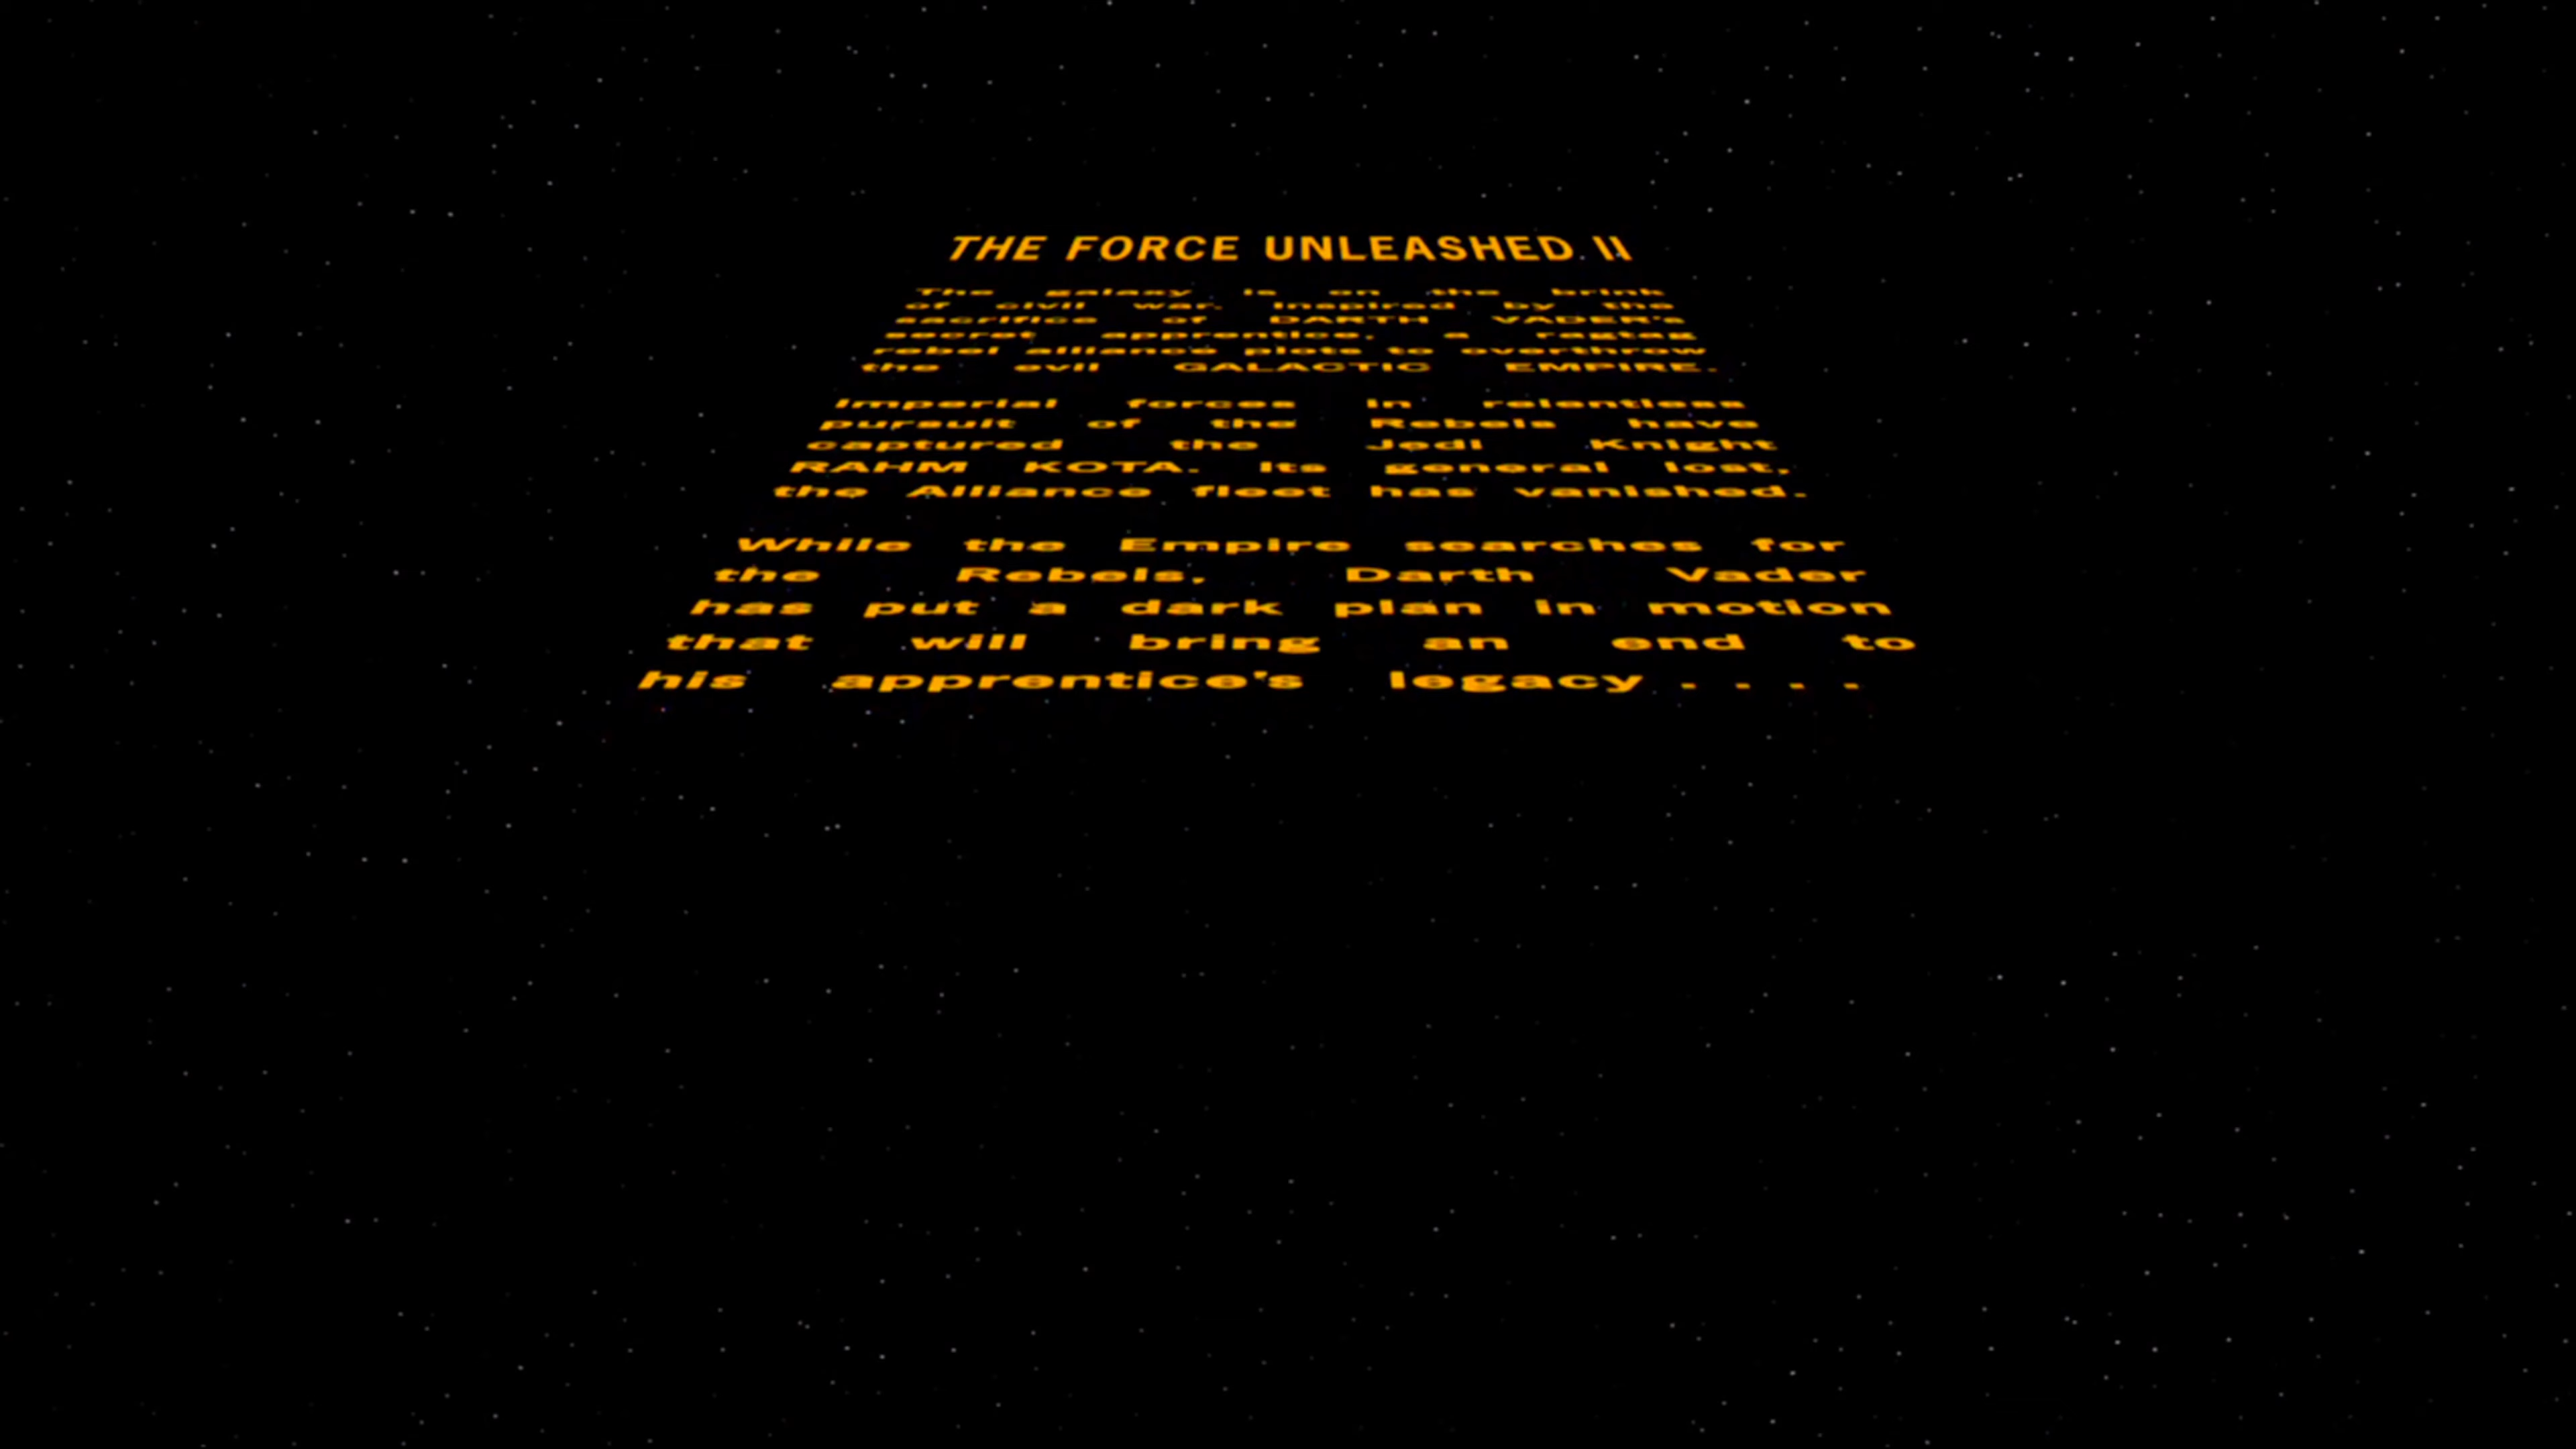 THE FORCE UNLEASHED II
The galaxy is on the brink
of civil war. Inspired by the
sacrifice of DARTH VADER's
secret apprentice, a ragtag
rebel alliance plots to overthrow
the evil GALACTIC EMPIRE.
Imperial forces in relentless
pursuit of the Rebels have
captured the Jedi Knight
RAHM KOTA. Its general lost,
the Alliance fleet has vanished.
While the Empire searches for
the Rebels, Darth Vader
has put a dark plan in motion
that will bring an end to
his apprentice's legacy . . . .